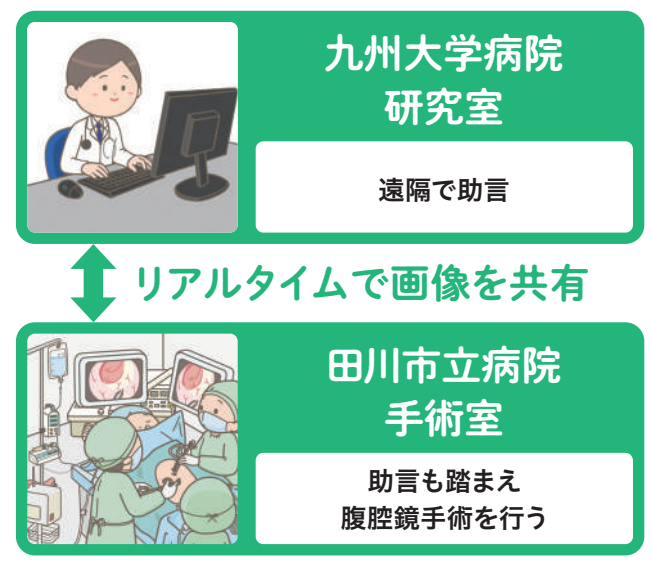 九州大学病院
研究室
遠隔で助言
リアルタイムで画像を共有
田川市立病院
手術室
助言も踏まえ
腹腔鏡手術を行う